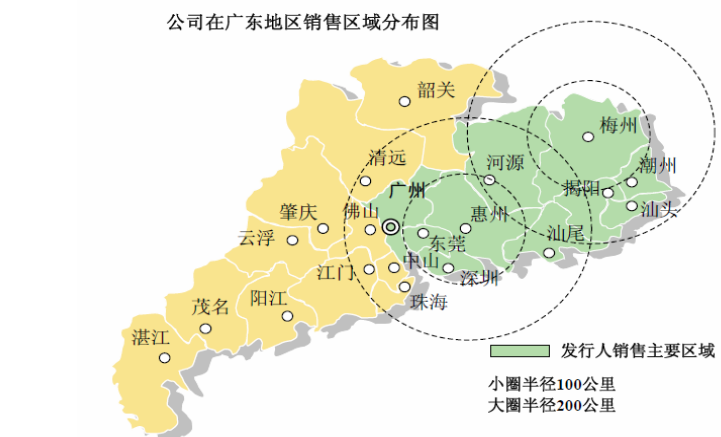 公司在广东地区销售区域分布图
韶关
梅州
清远
河源
潮州
广州
揭阳
肇庆
佛山
惠州
汕头
云浮
东莞
汕尾
中山
江门
深圳
阳江
珠海
茂名
湛江
发行人销售主要区域
小圈半径100公里
大圈半径200公里